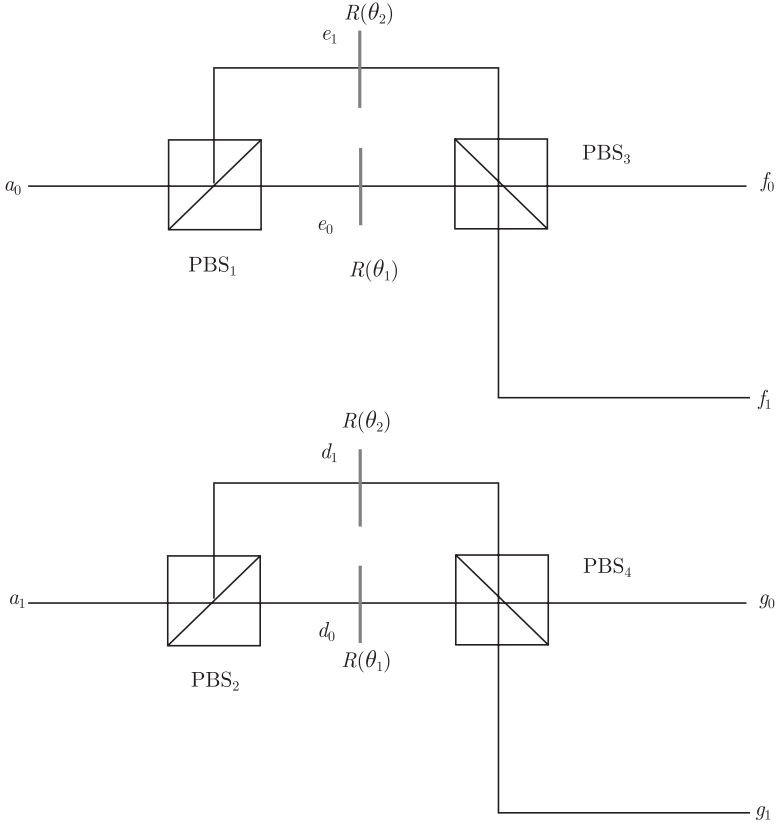 R(θ₂)
e₁
PBS₃
a₀
f₀
e₀
PBS₁
R(θ₁)
f₁
R(θ₂)
d₁
PBS₄
a₁
g₀
d₀
R(θ₁)
PBS₂
g₁